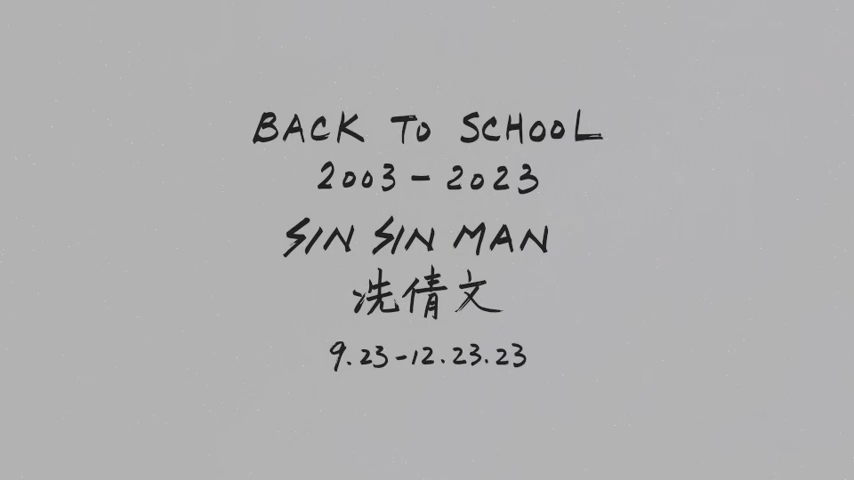 BACK TO SCHOOL
2003-2023
SIN SIN MAN
冼倩文
9.23-12.23.23